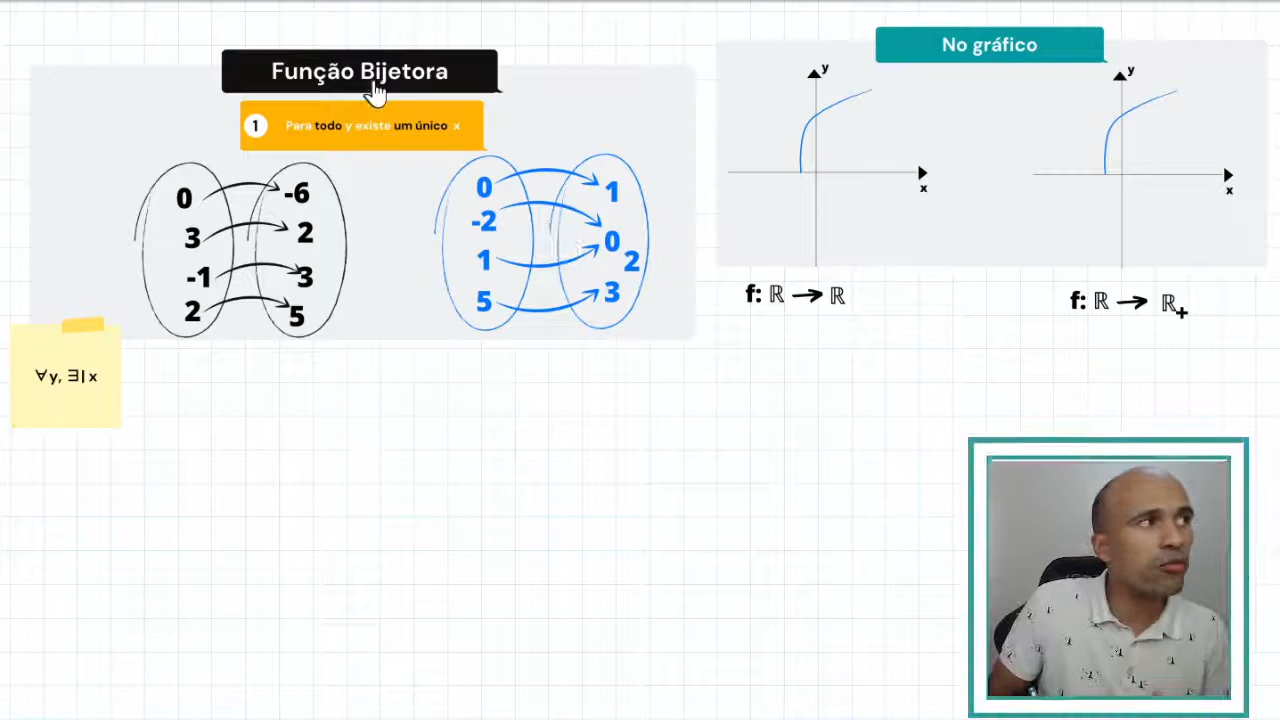 Função Bijetora
1 Para todo y existe um único x
0
3
-1
2
-6
2
3
5
0
-2
1
5
1
0
2
3
∀y, ∃| x
No gráfico
y
x
f: ℝ → ℝ
y
x
f: ℝ → ℝ₊